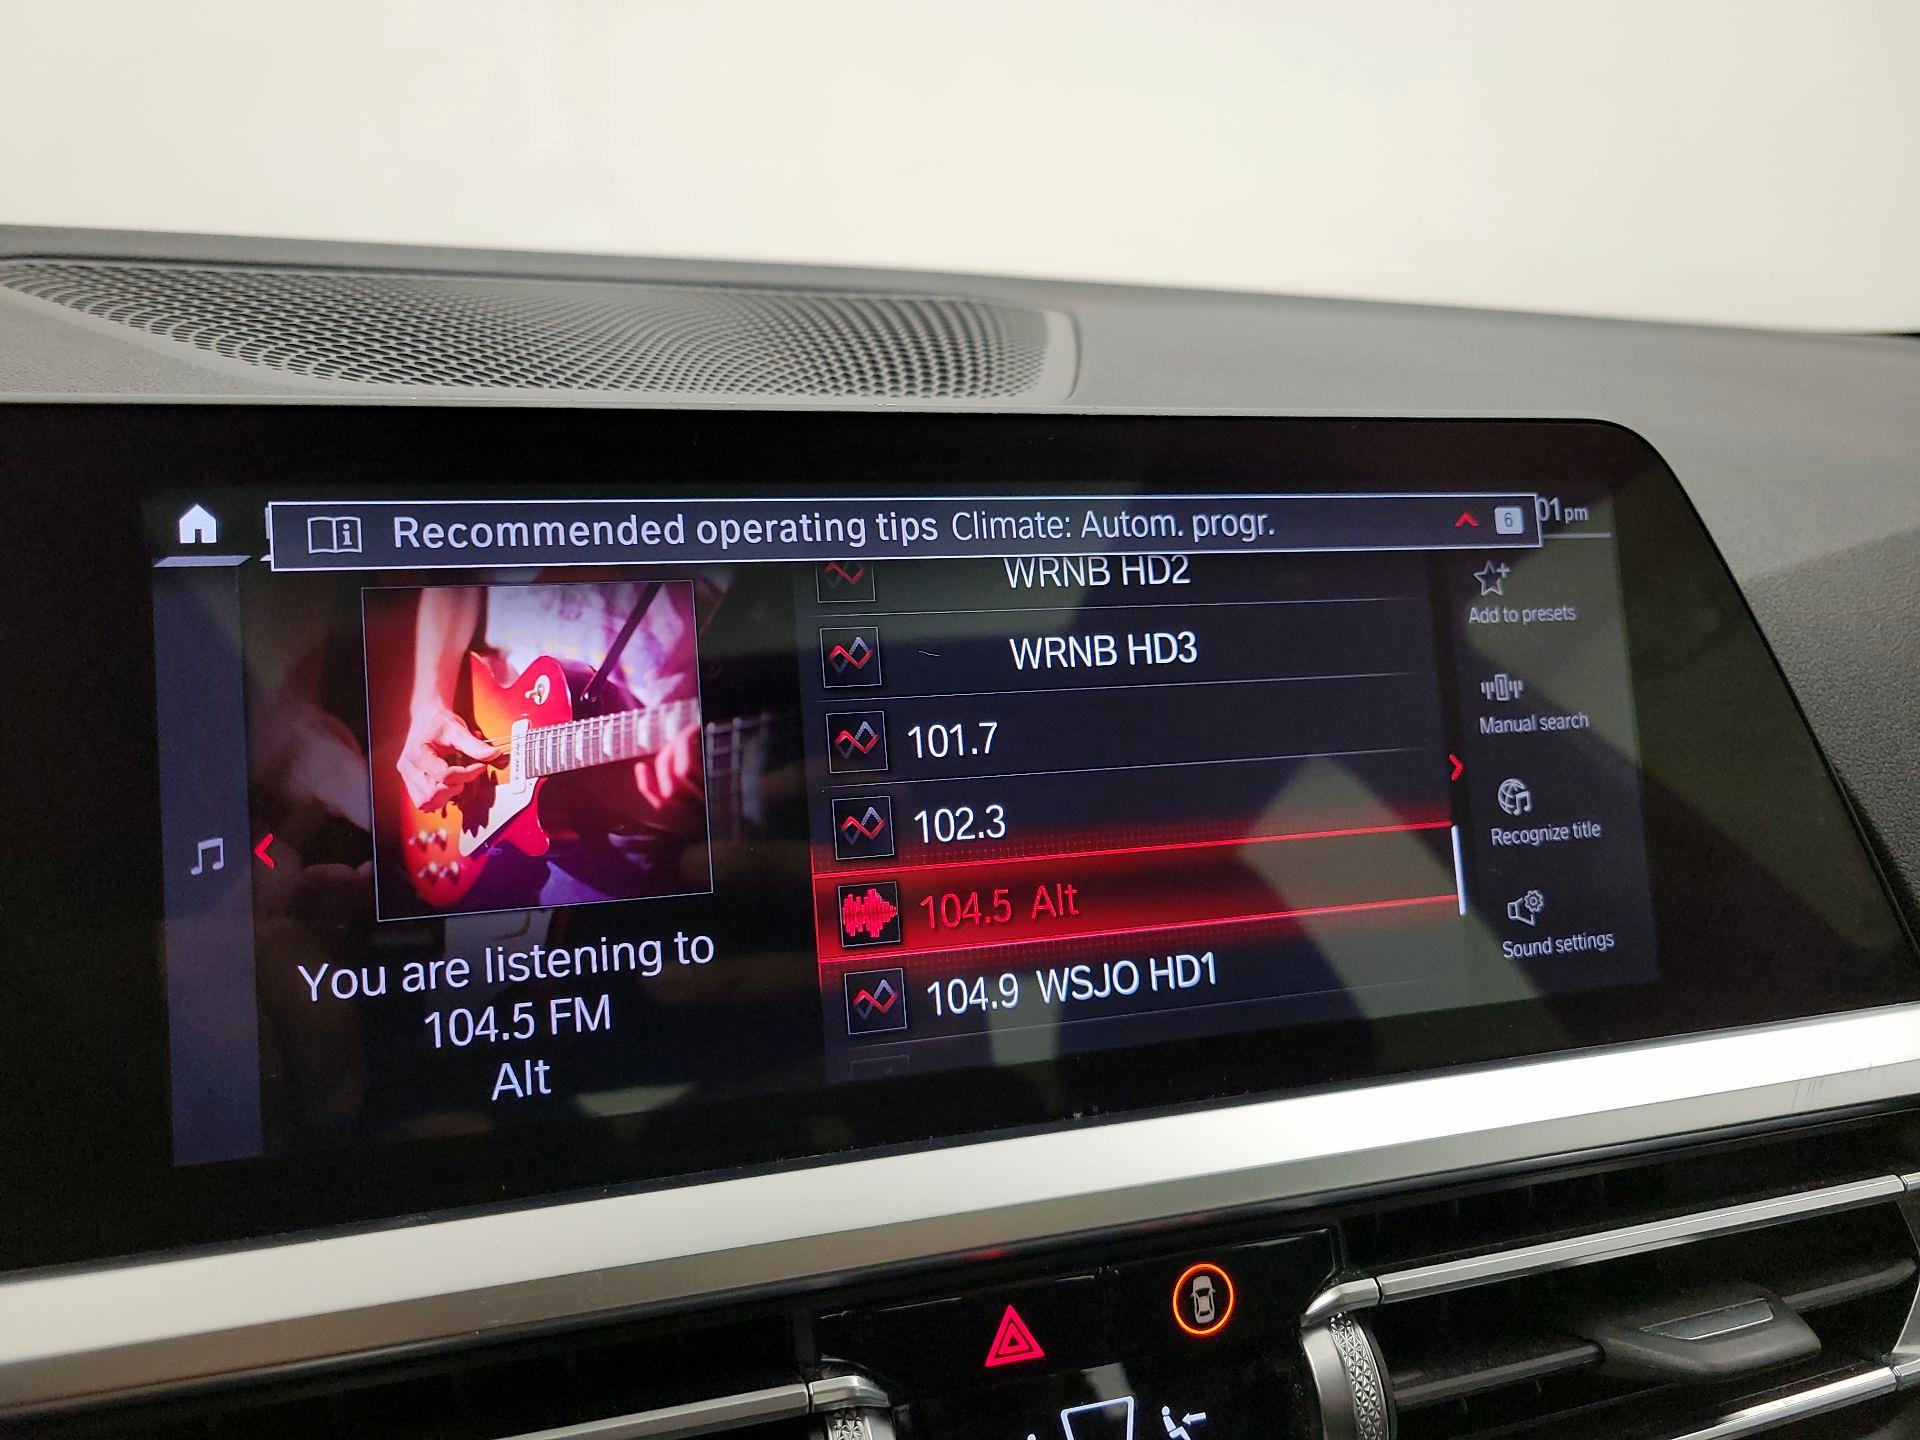 Recommended operating tips Climate: Autom. progr.
6
01 pm
WRNB HD2
WRNB HD3
101.7
102.3
104.5 Alt
104.9 WSJO HD1
You are listening to
104.5 FM
Alt
Add to presets
Manual search
Recognize title
Sound settings